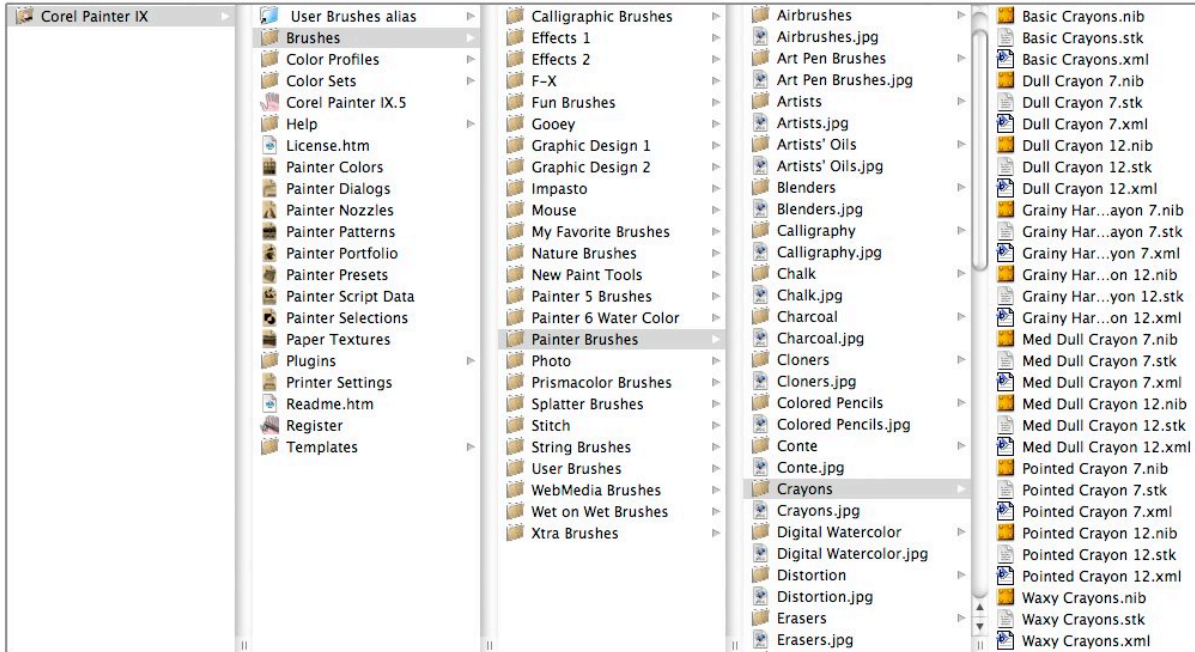 Corel Painter IX
User Brushes alias
Brushes
Color Profiles
Color Sets
Corel Painter IX.5
Help
License.htm
Painter Colors
Painter Dialogs
Painter Nozzles
Painter Patterns
Painter Portfolio
Painter Presets
Painter Script Data
Painter Selections
Paper Textures
Plugins
Printer Settings
Readme.htm
Register
Templates
Calligraphic Brushes
Effects 1
Effects 2
F-X
Fun Brushes
Gooey
Graphic Design 1
Graphic Design 2
Impasto
Mouse
My Favorite Brushes
Nature Brushes
New Paint Tools
Painter 5 Brushes
Painter 6 Water Color
Painter Brushes
Photo
Prismacolor Brushes
Splatter Brushes
Stitch
String Brushes
User Brushes
WebMedia Brushes
Wet on Wet Brushes
Xtra Brushes
Airbrushes
Airbrushes.jpg
Art Pen Brushes
Art Pen Brushes.jpg
Artists
Artists.jpg
Artists' Oils
Artists' Oils.jpg
Blenders
Blenders.jpg
Calligraphy
Calligraphy.jpg
Chalk
Chalk.jpg
Charcoal
Charcoal.jpg
Cloners
Cloners.jpg
Colored Pencils
Colored Pencils.jpg
Conte
Conte.jpg
Crayons
Crayons.jpg
Digital Watercolor
Digital Watercolor.jpg
Distortion
Distortion.jpg
Erasers
Erasers.jpg
Basic Crayons.nib
Basic Crayons.stk
Basic Crayons.xml
Dull Crayon 7.nib
Dull Crayon 7.stk
Dull Crayon 7.xml
Dull Crayon 12.nib
Dull Crayon 12.stk
Dull Crayon 12.xml
Grainy Har...ayon 7.nib
Grainy Har...ayon 7.stk
Grainy Har...yon 7.xml
Grainy Har...on 12.nib
Grainy Har...yon 12.stk
Grainy Har...on 12.xml
Med Dull Crayon 7.nib
Med Dull Crayon 7.stk
Med Dull Crayon 7.xml
Med Dull Crayon 12.nib
Med Dull Crayon 12.stk
Med Dull Crayon 12.xml
Pointed Crayon 7.nib
Pointed Crayon 7.stk
Pointed Crayon 7.xml
Pointed Crayon 12.nib
Pointed Crayon 12.stk
Pointed Crayon 12.xml
Waxy Crayons.nib
Waxy Crayons.stk
Waxy Crayons.xml